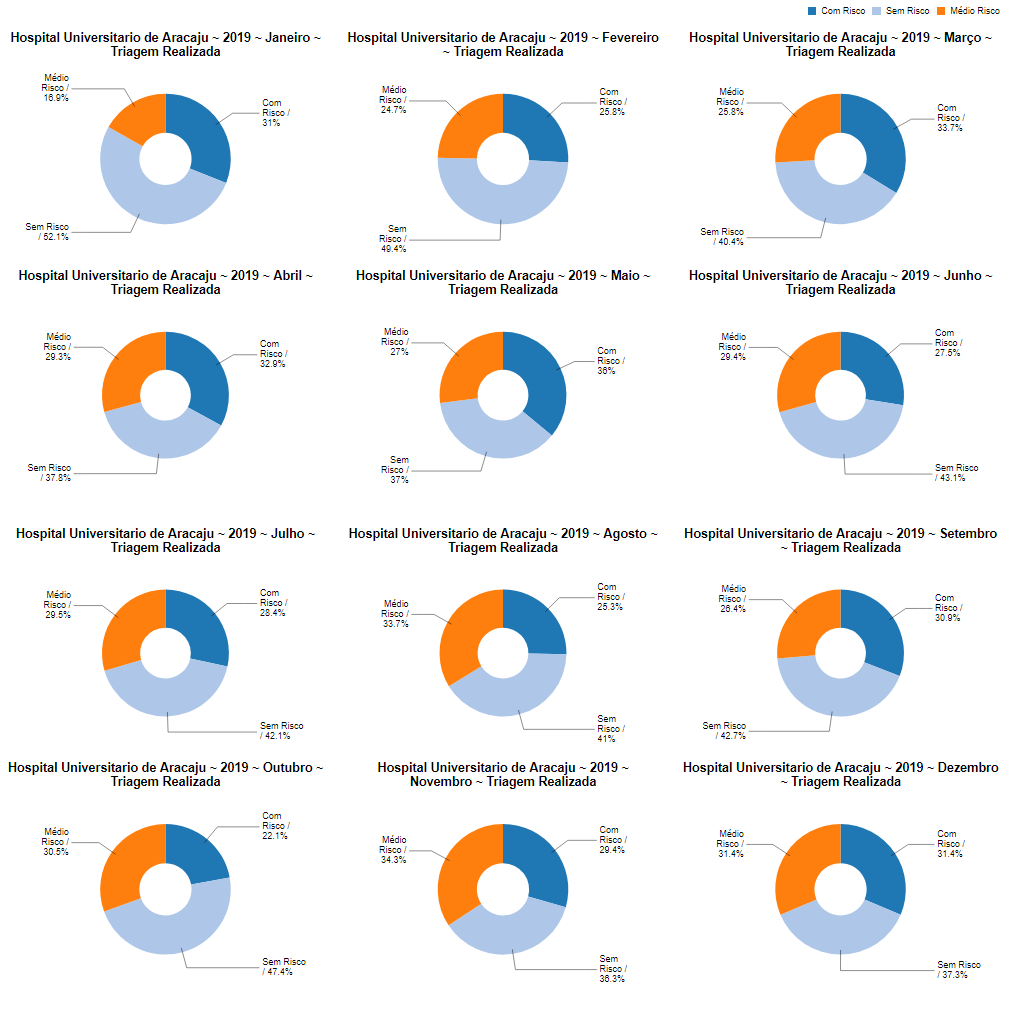 Com Risco
Sem Risco
Médio Risco
Hospital Universitario de Aracaju ~ 2019 ~ Janeiro ~
Triagem Realizada
Médio
Risco /
16.9%
Com
Risco /
31%
Sem Risco
/ 52.1%
Hospital Universitario de Aracaju ~ 2019 ~ Fevereiro
~ Triagem Realizada
Médio
Risco /
24.7%
Com
Risco /
25.8%
Sem
Risco /
49.4%
Hospital Universitario de Aracaju ~ 2019 ~ Março ~
Triagem Realizada
Médio
Risco /
25.8%
Com
Risco /
33.7%
Sem Risco
/ 40.4%
Hospital Universitario de Aracaju ~ 2019 ~ Abril ~
Triagem Realizada
Médio
Risco /
29.3%
Com
Risco /
32.9%
Sem Risco
/ 37.8%
Hospital Universitario de Aracaju ~ 2019 ~ Maio ~
Triagem Realizada
Médio
Risco /
27%
Com
Risco /
36%
Sem
Risco /
37%
Hospital Universitario de Aracaju ~ 2019 ~ Junho ~
Triagem Realizada
Médio
Risco /
29.4%
Com
Risco /
27.5%
Sem Risco
/ 43.1%
Hospital Universitario de Aracaju ~ 2019 ~ Julho ~
Triagem Realizada
Médio
Risco /
29.5%
Com
Risco /
28.4%
Sem Risco
/ 42.1%
Hospital Universitario de Aracaju ~ 2019 ~ Agosto ~
Triagem Realizada
Médio
Risco /
33.7%
Com
Risco /
25.3%
Sem
Risco /
41%
Hospital Universitario de Aracaju ~ 2019 ~ Setembro
~ Triagem Realizada
Médio
Risco /
26.4%
Com
Risco /
30.9%
Sem Risco
/ 42.7%
Hospital Universitario de Aracaju ~ 2019 ~ Outubro ~
Triagem Realizada
Médio
Risco /
30.5%
Com
Risco /
22.1%
Sem Risco
/ 47.4%
Hospital Universitario de Aracaju ~ 2019 ~
Novembro ~ Triagem Realizada
Médio
Risco /
34.3%
Com
Risco /
29.4%
Sem
Risco /
36.3%
Hospital Universitario de Aracaju ~ 2019 ~ Dezembro
~ Triagem Realizada
Médio
Risco /
31.4%
Com
Risco /
31.4%
Sem Risco
/ 37.3%